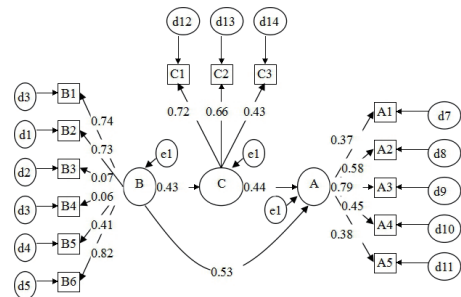 d12 d13 d14
C1 C2 C3
0.72 0.66 0.43
d3 B1
d1 B2
d2 B3
d3 B4
d4 B5
d5 B6
0.74
0.73
0.07
0.06
0.41
0.82
e1 e1
B 0.43 C 0.44 A
e1
0.53
0.37
0.58
0.79
0.45
0.38
A1 d7
A2 d8
A3 d9
A4 d10
A5 d11